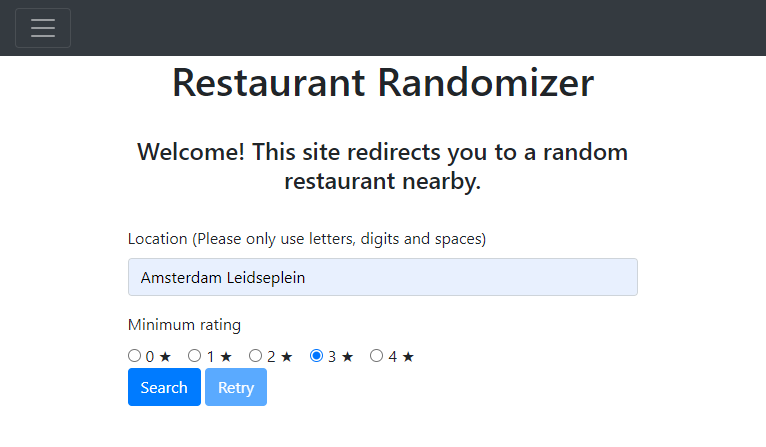 Restaurant Randomizer
Welcome! This site redirects you to a random
restaurant nearby.
Location (Please only use letters, digits and spaces)
Amsterdam Leidseplein
Minimum rating
0 ★ 1 ★ 2 ★ 3 ★ 4 ★
Search Retry